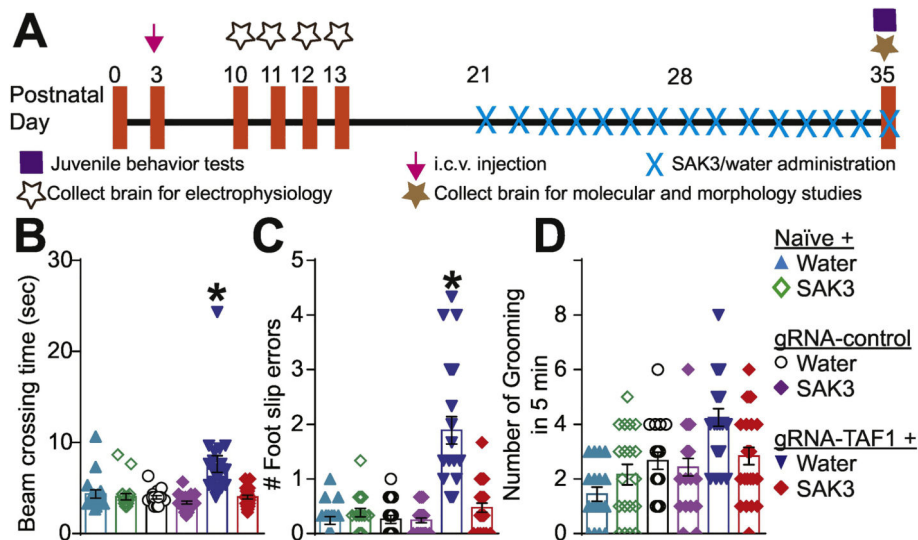 A
0 3 10 11 12 13 21 28 35
Postnatal
Day
Juvenile behavior tests
i.c.v. injection
SAK3/water administration
Collect brain for electrophysiology
Collect brain for molecular and morphology studies
B
Beam crossing time (sec)
30
20
10
0
*
C
# Foot slip errors
5
4
3
2
1
0
*
D
Number of Grooming
in 5 min
8
6
4
2
0
Naïve +
Water
SAK3
gRNA-control
Water
SAK3
gRNA-TAF1 +
Water
SAK3